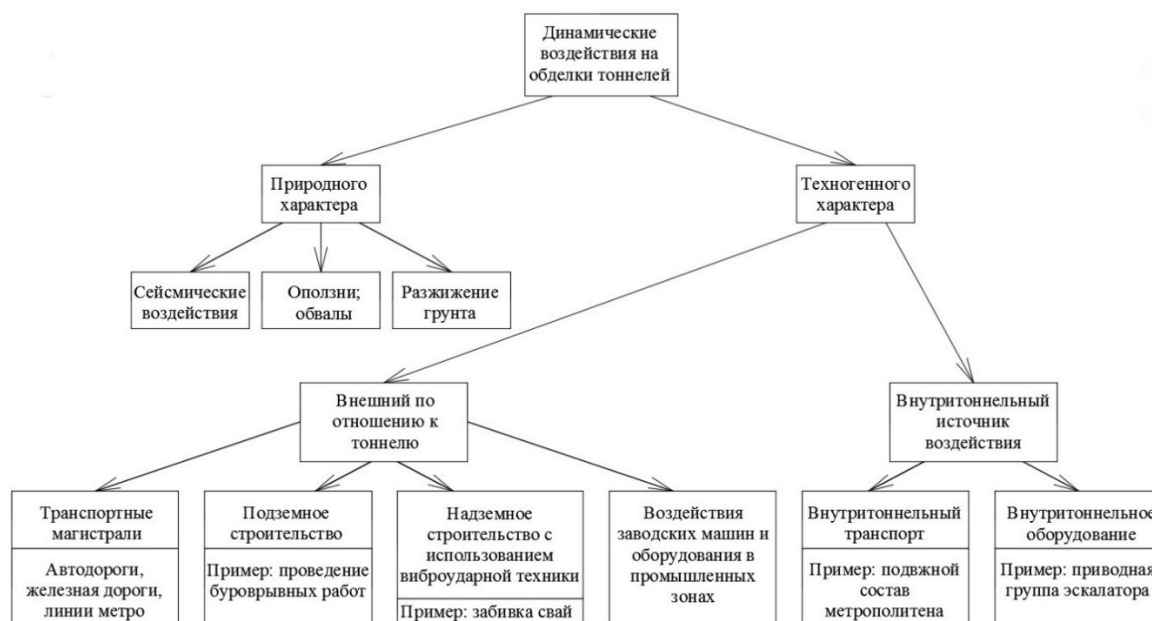 Динамические
воздействия на
обделки тоннелей
Природного
характера
Техногенного
характера
Сейсмические
воздействия
Оползни;
обвалы
Разжижение
грунта
Внешний по
отношению к
тоннелю
Внутритоннельный
источник
воздействия
Транспортные
магистрали
Автодороги,
железная дороги,
линии метро
Подземное
строительство
Пример: проведение
буроврывных работ
Надземное
строительство с
использованием
виброударной техники
Пример: забивка свай
Воздействия
заводских машин и
оборудования в
промышленных
зонах
Внутритоннельный
транспорт
Пример: подвжной
состав
метрополитена
Внутритоннельное
оборудование
Пример: приводная
группа эскалатора